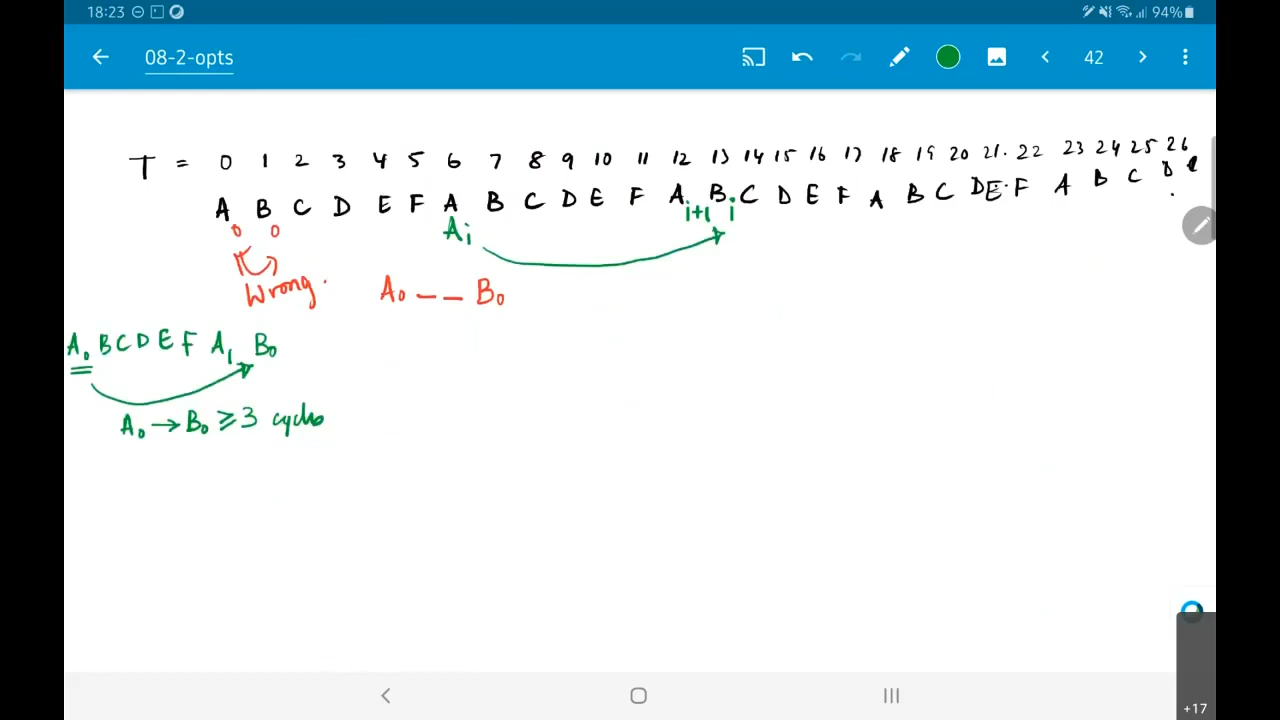 18:23 94%
08-2-opts 42
T = 0 1 2 3 4 5 6 7 8 9 10 11 12 13 14 15 16 17 18 19 20 21. 22 23 24 25 26
A B C D E F A B C D E F A B C D E F A B C D E F A B C D E
0 0 Ai i+1 i
Wrong. A₀ — — B₀
A₀ B C D E F A₁ B₀
A₀ → B₀ ≥ 3 cycles
+17